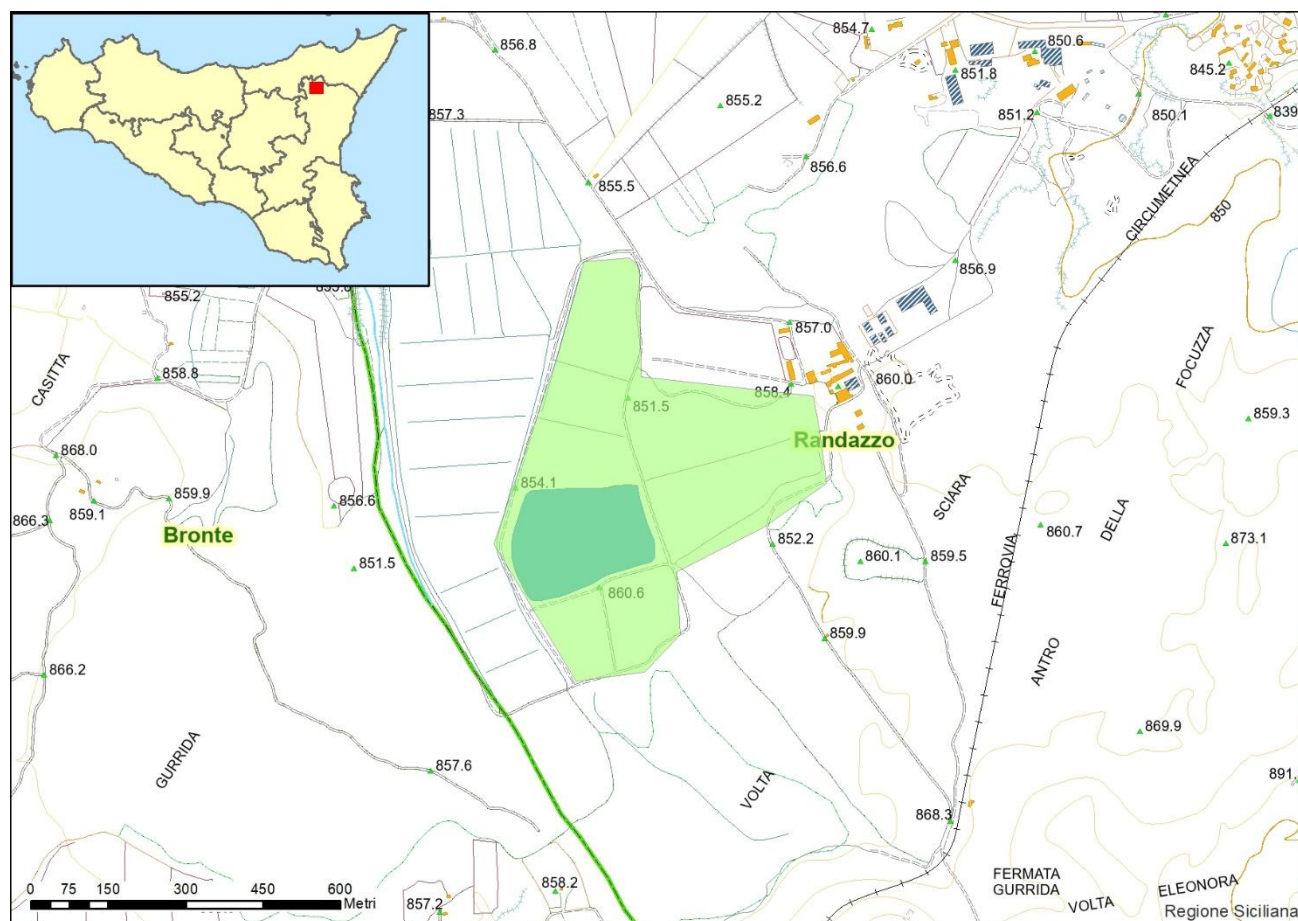 854.7
850.6
856.8
851.8
845.2
855.2
857.3
851.2
850.1
839
856.6
855.5
CIRCUMETNEA
850
856.9
855.2
857.0
FOCUZZA
CASITTA
858.8
858.4
860.0
851.5
859.3
Randazzo
868.0
854.1
859.1
859.9
856.6
SCIARA
866.3
Bronte
860.7
DELLA
873.1
852.2
860.1
859.5
851.5
FERROVIA
860.6
859.9
ANTRO
866.2
869.9
GURRIDA
857.6
VOLTA
891.
868.3
FERMATA
GURRIDA
ELEONORA
VOLTA
858.2
857.2
0 75 150 300 450 600
Metri
Regione Siciliana